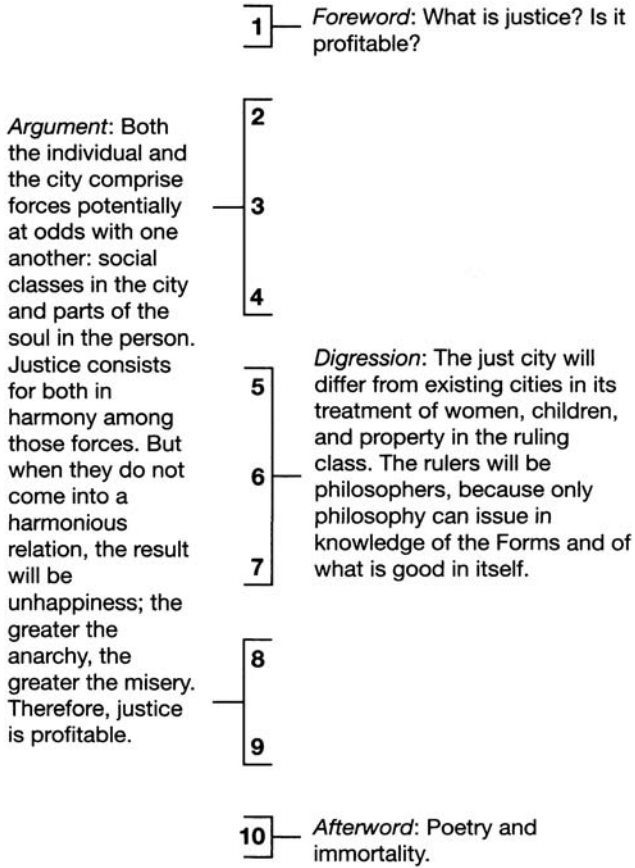 1
Foreword: What is justice? Is it
profitable?
Argument: Both
the individual and
the city comprise
forces potentially
at odds with one
another: social
classes in the city
and parts of the
soul in the person.
Justice consists
for both in
harmony among
those forces. But
when they do not
come into a
harmonious
relation, the result
will be
unhappiness; the
greater the
anarchy, the
greater the misery.
Therefore, justice
is profitable.
2
3
4
5
6
7
Digression: The just city will
differ from existing cities in its
treatment of women, children,
and property in the ruling
class. The rulers will be
philosophers, because only
philosophy can issue in
knowledge of the Forms and of
what is good in itself.
8
9
10
Afterword: Poetry and
immortality.